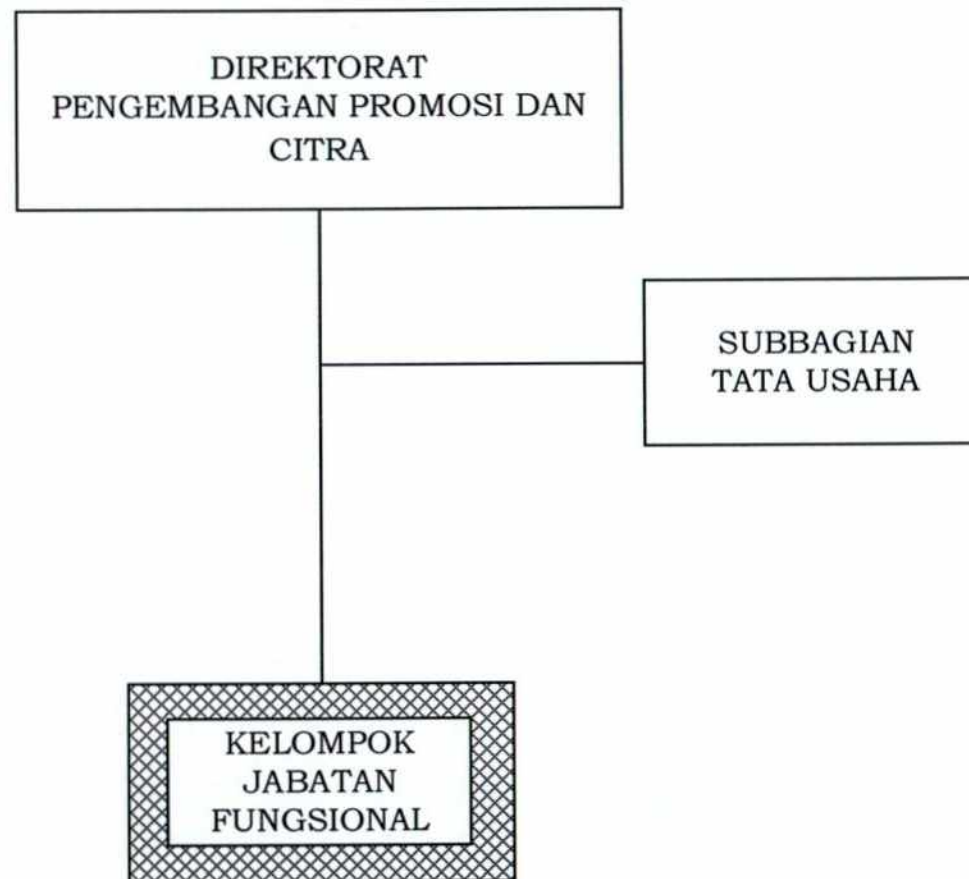 DIREKTORAT
PENGEMBANGAN PROMOSI DAN
CITRA
SUBBAGIAN
TATA USAHA
KELOMPOK
JABATAN
FUNGSIONAL